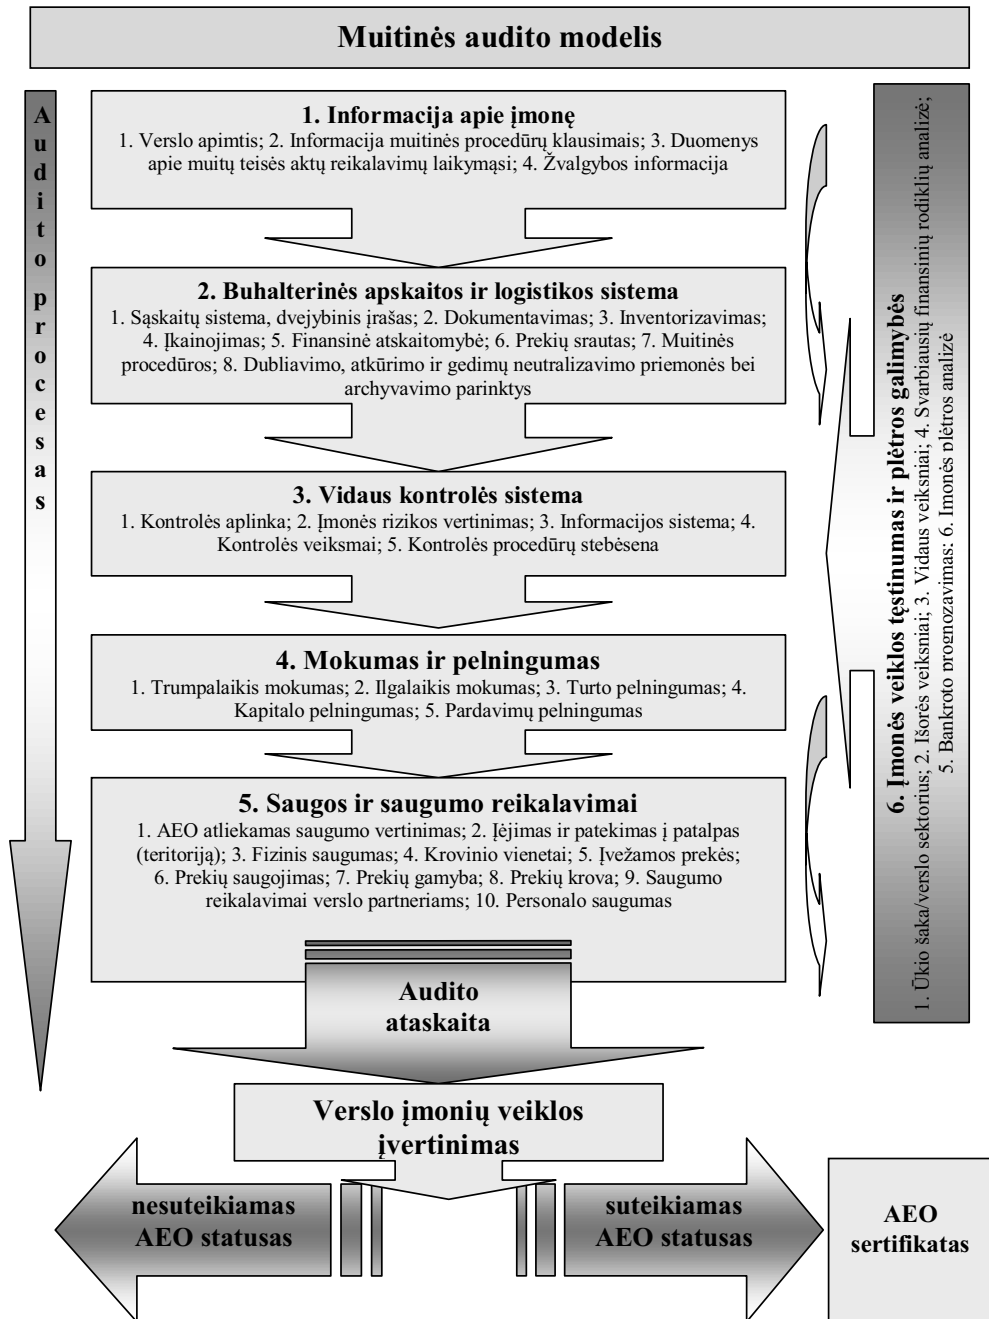 Muitinės audito modelis
Audito procesas
1. Informacija apie įmonę
1. Verslo apimtis; 2. Informacija muitinės procedūrų klausimais; 3. Duomenys
apie muitų teisės aktų reikalavimų laikymąsi; 4. Žvalgybos informacija
2. Buhalterinės apskaitos ir logistikos sistema
1. Sąskaitų sistema, dvejybinis įrašas; 2. Dokumentavimas; 3. Inventorizavimas;
4. Įkainojimas; 5. Finansinė atskaitomybė; 6. Prekių srautas; 7. Muitinės
procedūros; 8. Dubliavimo, atkūrimo ir gedimų neutralizavimo priemonės bei
archyvavimo parinktys
3. Vidaus kontrolės sistema
1. Kontrolės aplinka; 2. Įmonės rizikos vertinimas; 3. Informacijos sistema; 4.
Kontrolės veiksmai; 5. Kontrolės procedūrų stebėsena
4. Mokumas ir pelningumas
1. Trumpalaikis mokumas; 2. Ilgalaikis mokumas; 3. Turto pelningumas; 4.
Kapitalo pelningumas; 5. Pardavimų pelningumas
5. Saugos ir saugumo reikalavimai
1. AEO atliekamas saugumo vertinimas; 2. Įėjimas ir patekimas į patalpas
(teritoriją); 3. Fizinis saugumas; 4. Krovinio vienetai; 5. Įvežamos prekės;
6. Prekių saugojimas; 7. Prekių gamyba; 8. Prekių krova; 9. Saugumo
reikalavimai verslo partneriams; 10. Personalo saugumas
6. Įmonės veiklos tęstinumas ir plėtros galimybės
1. Ūkio šaka/verslo sektorius; 2. Išorės veiksniai; 3. Vidaus veiksniai; 4. Svarbiausių finansinių rodiklių analizė;
5. Bankroto prognozavimas; 6. Įmonės plėtros analizė
Audito
ataskaita
Verslo įmonių veiklos
įvertinimas
nesuteikiamas
AEO statusas
suteikiamas
AEO statusas
AEO
sertifikatas